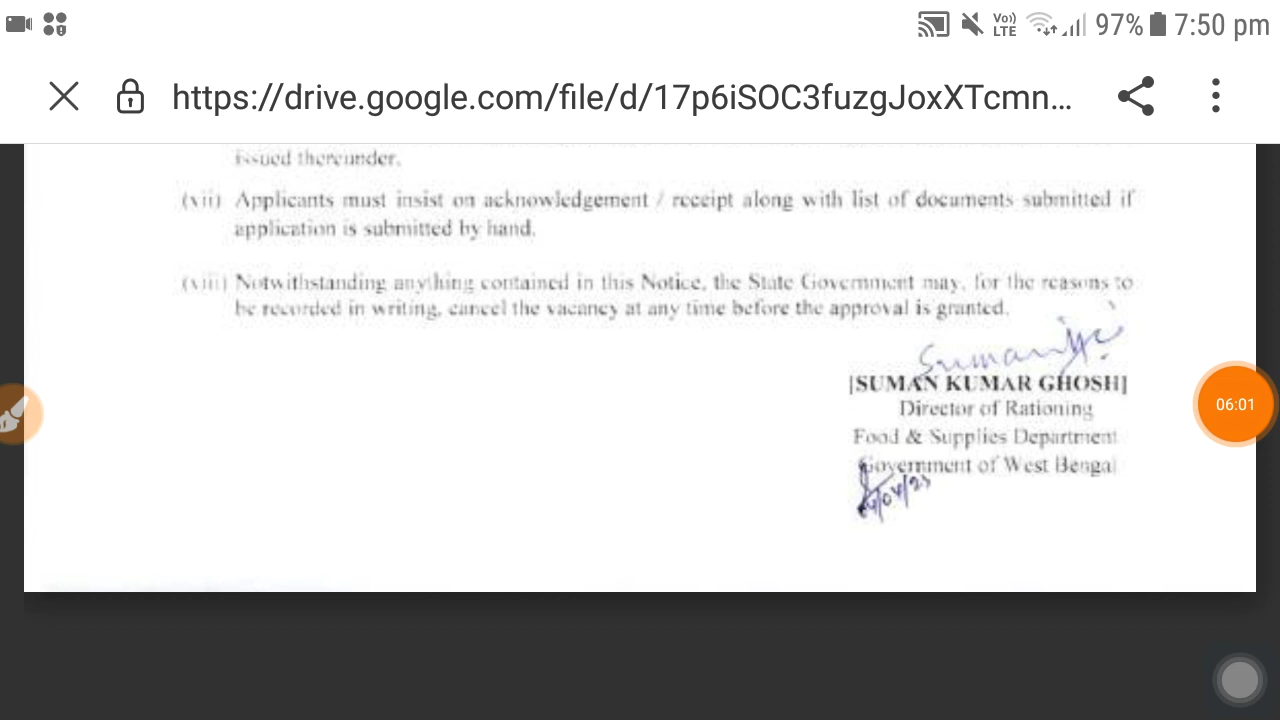 Vo))
LTE
97%
7:50 pm
https://drive.google.com/file/d/17p6iSOC3fuzgJoxXTcmn...
issued thereunder.
(vii) Applicants must insist on acknowledgement / receipt along with list of documents submitted if
application is submitted by hand.
(viii) Notwithstanding anything contained in this Notice, the State Government may, for the reasons to
be recorded in writing, cancel the vacancy at any time before the approval is granted.
[SUMAN KUMAR GHOSH]
Director of Rationing
Food & Supplies Department
Government of West Bengal
06:01